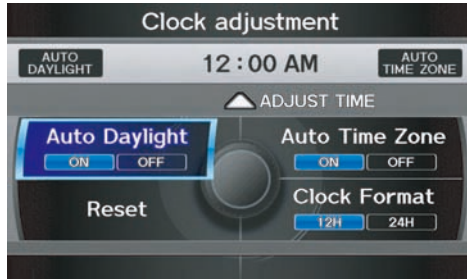 Clock adjustment
AUTO DAYLIGHT
12:00 AM
AUTO TIME ZONE
ADJUST TIME
Auto Daylight
ON OFF
Auto Time Zone
ON OFF
Reset
Clock Format
12H 24H